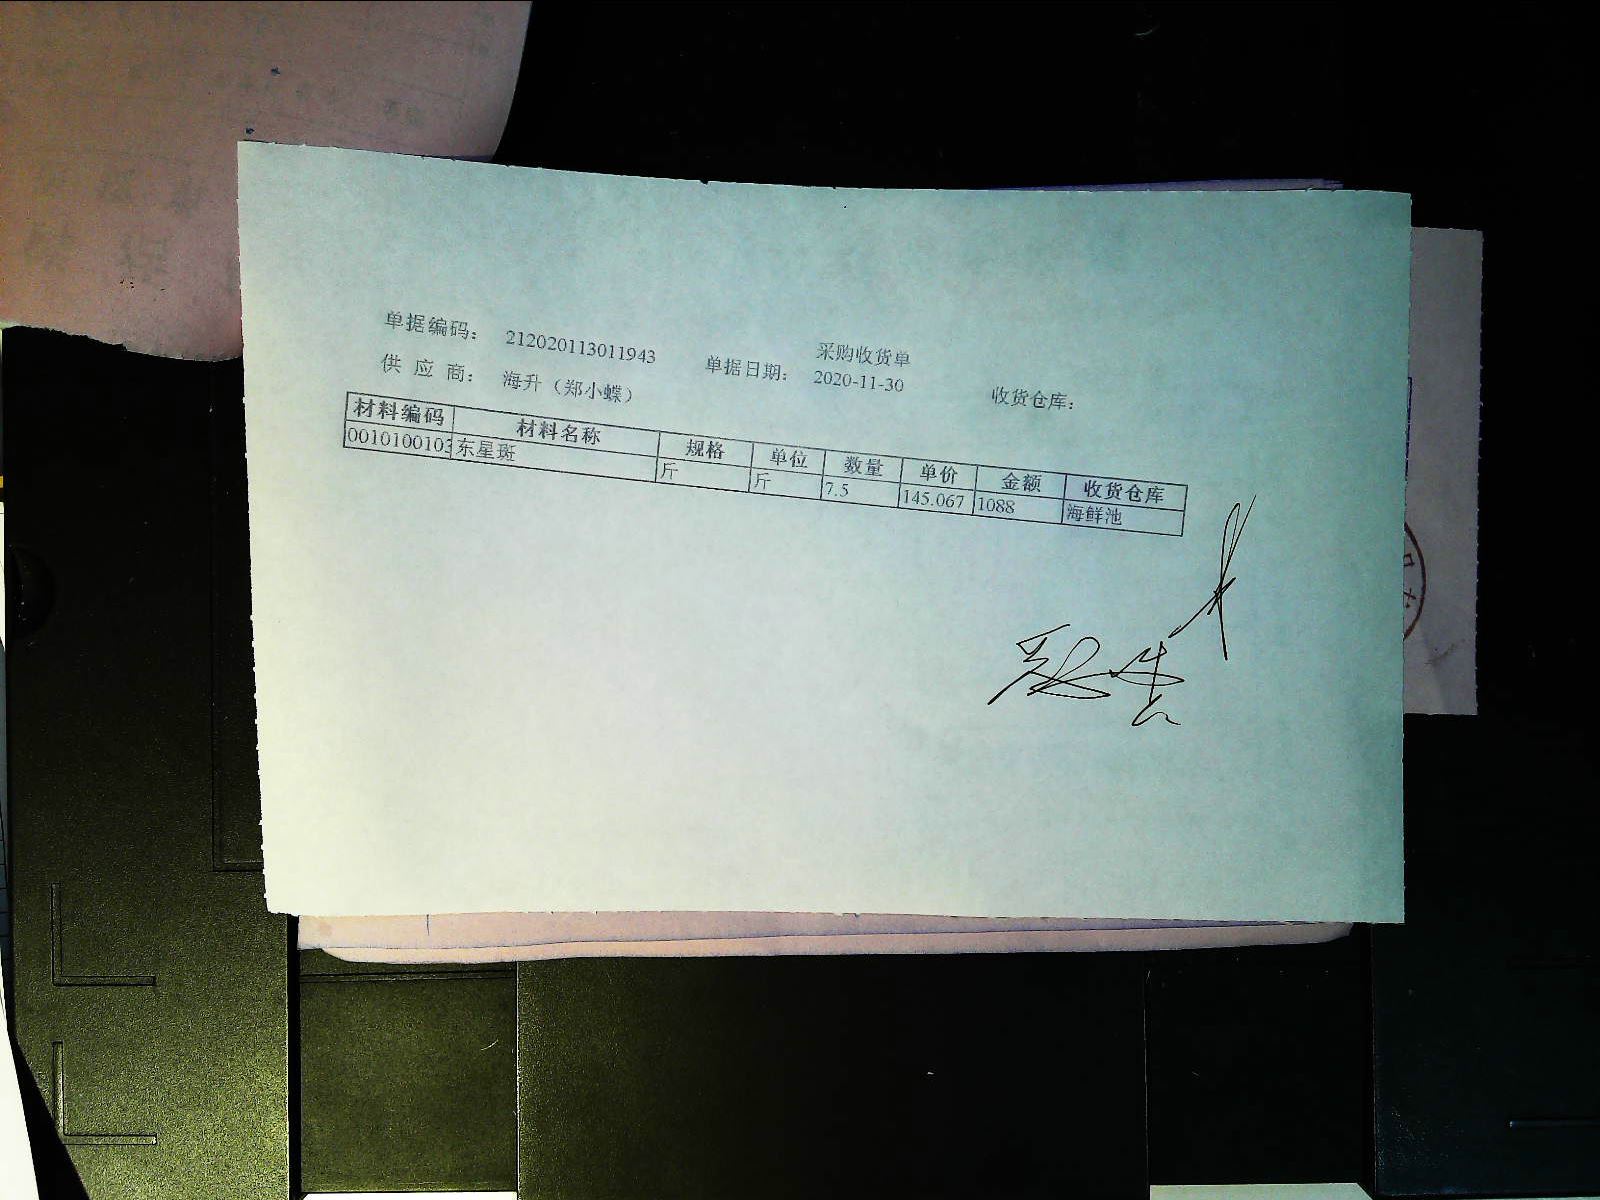 采购收货单
单据编码： 212020113011943 单据日期： 2020-11-30 收货仓库：
供 应 商： 海升（郑小蝶）
材料编码 材料名称 规格 单位 数量 单价 金额 收货仓库
0010100103 东星斑 斤 斤 7.5 145.067 1088 海鲜池